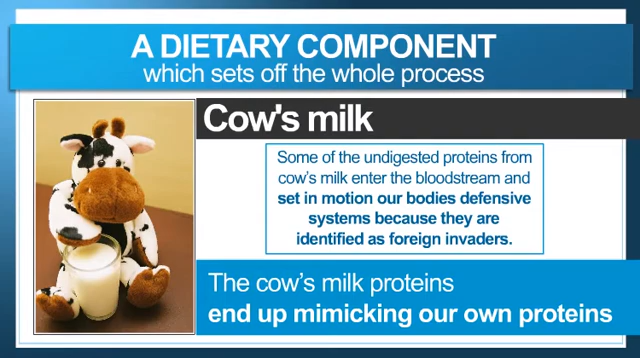 A DIETARY COMPONENT
which sets off the whole process
Cow's milk
Some of the undigested proteins from
cow's milk enter the bloodstream and
set in motion our bodies defensive
systems because they are
identified as foreign invaders.
The cow's milk proteins
end up mimicking our own proteins